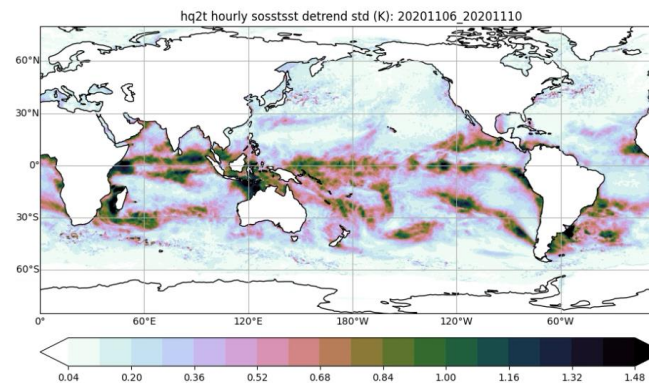 hq2t hourly sosstsst detrend std (K): 20201106_20201110
60°N
30°N
0°
30°S
60°S
0° 60°E 120°E 180°W 120°W 60°W
0.04 0.20 0.36 0.52 0.68 0.84 1.00 1.16 1.32 1.48